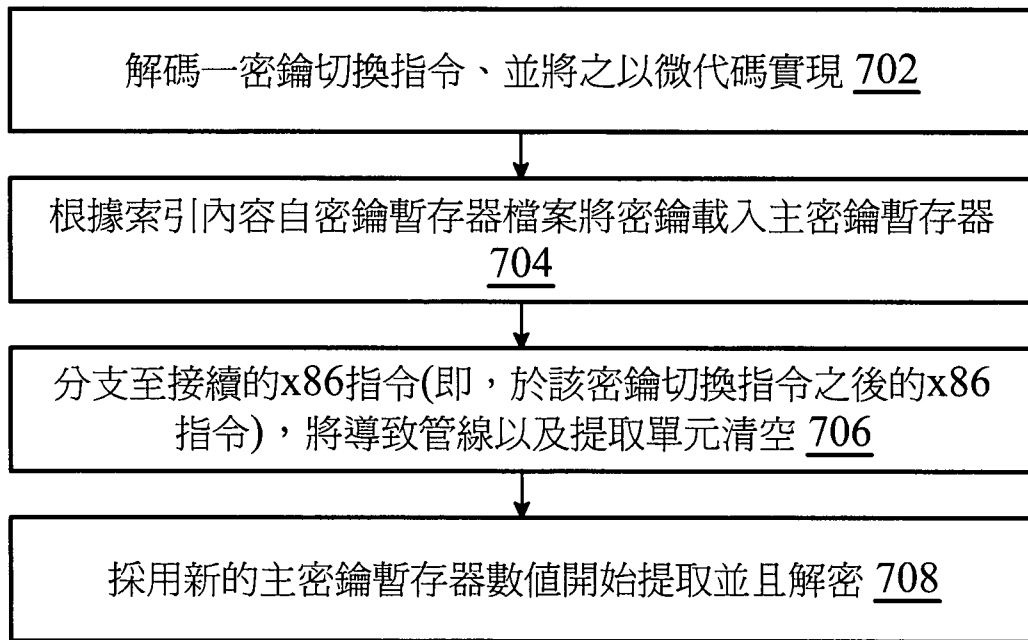 解碼一密鑰切換指令、並將之以微代碼實現 702
根據索引內容自密鑰暫存器檔案將密鑰載入主密鑰暫存器
704
分支至接續的x86指令(即，於該密鑰切換指令之後的x86
指令)，將導致管線以及提取單元清空 706
採用新的主密鑰暫存器數值開始提取並且解密 708